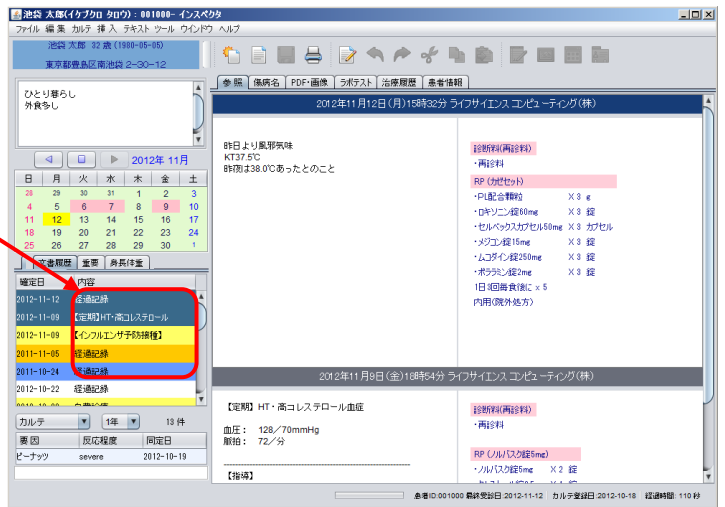 池袋 太郎(イケブクロ タロウ) : 001000- インスペクタ
ファイル 編 集 カルテ 挿 入 テキスト ツール ウインドウ ヘルプ
池袋 太郎 32 歳 (1980-05-05)
東京都豊島区南池袋 2-30-12
ひとり暮らし
外食多し
2012年 11月
日 月 火 水 木 金 土
28 29 30 31 1 2 3
4 5 6 7 8 9 10
11 12 13 14 15 16 17
18 19 20 21 22 23 24
25 26 27 28 29 30 1
文書履歴 重要 身長体重
確定日 内容
2012-11-12 経過記録
2012-11-09 【定期】HT・高コレステロール
2012-11-09 【インフルエンザ予防接種】
2011-11-05 経過記録
2011-10-24 経過記録
2012-10-22 経過記録
カルテ 1年 13 件
要 因 反応程度 同定日
ピーナッツ severe 2012-10-19
参 照 傷病名 PDF・画像 ラボテスト 治療履歴 患者情報
2012年11月12日(月)15時32分 ライフサイエンス コンピューティング(株)
昨日より風邪気味
KT37.5℃
昨夜は38.0℃あったとのこと
診断料(再診料)
・再診料
RP (かぜセット)
・PL配合顆粒 X 3 g
・ロキソニン錠60mg X 3 錠
・セルベックスカプセル50mg X 3 カプセル
・メジコン錠15mg X 3 錠
・ムコダイン錠250mg X 3 錠
・ポララミン錠2mg X 3 錠
1日3回毎食後に x 5
内用(院外処方)
2012年11月9日(金)18時54分 ライフサイエンス コンピューティング(株)
【定期】 HT・高コレステロール血症
血圧: 128/70mmHg
脈拍: 72/分
【指導】
診断料(再診料)
・再診料
RP (ノルバスク錠5mg)
・ノルバスク錠5mg X 2 錠
患者ID:001000 最終受診日:2012-11-12 カルテ登録日:2012-10-18 経過時間: 110 秒